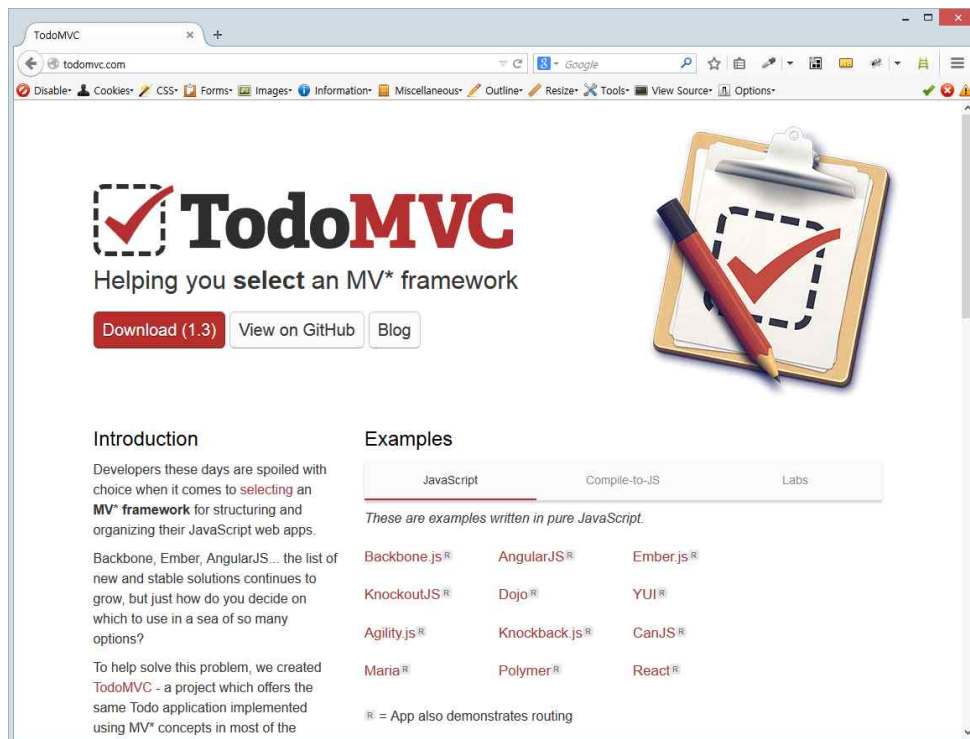 TodoMVC
todomvc.com
Google
Disable Cookies CSS Forms Images Information Miscellaneous Outline Resize Tools View Source Options
TodoMVC
Helping you select an MV* framework
Download (1.3) View on GitHub Blog
Introduction
Developers these days are spoiled with
choice when it comes to selecting an
MV* framework for structuring and
organizing their JavaScript web apps.
Backbone, Ember, AngularJS... the list of
new and stable solutions continues to
grow, but just how do you decide on
which to use in a sea of so many
options?
To help solve this problem, we created
TodoMVC - a project which offers the
same Todo application implemented
using MV* concepts in most of the
Examples
JavaScript Compile-to-JS Labs
These are examples written in pure JavaScript.
Backbone.js R AngularJS R Ember.js R
KnockoutJS R Dojo R YUI R
Agility.js R Knockback.js R CanJS R
Maria R Polymer R React R
R = App also demonstrates routing